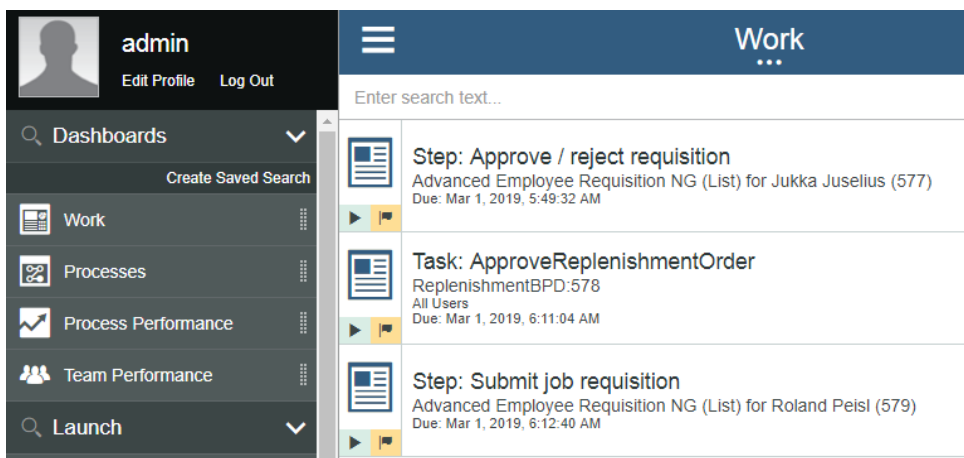 admin
Edit Profile Log Out
Dashboards
Create Saved Search
Work
Processes
Process Performance
Team Performance
Launch
Work
Enter search text...
Step: Approve / reject requisition
Advanced Employee Requisition NG (List) for Jukka Juselius (577)
Due: Mar 1, 2019, 5:49:32 AM
Task: ApproveReplenishmentOrder
ReplenishmentBPD:578
All Users
Due: Mar 1, 2019, 6:11:04 AM
Step: Submit job requisition
Advanced Employee Requisition NG (List) for Roland Peisl (579)
Due: Mar 1, 2019, 6:12:40 AM